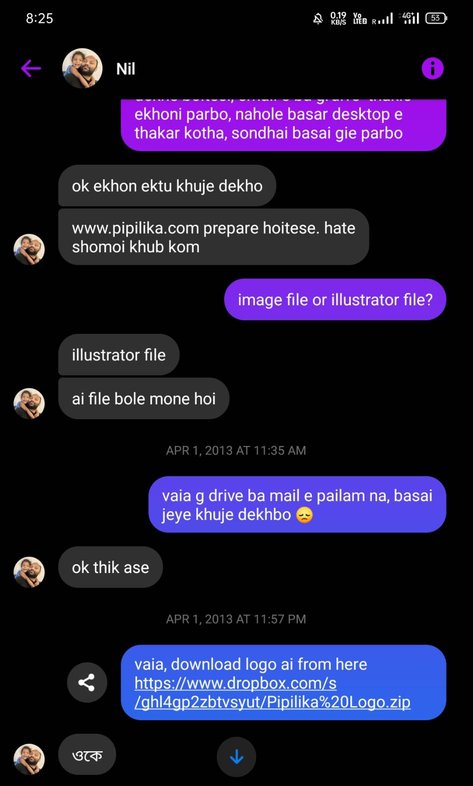 8:25
0.19
KB/S
Vo
LTE2
R
4G
53
Nil
ekhoni parbo, nahole basar desktop e
thakar kotha, sondhai basai gie parbo
ok ekhon ektu khuje dekho
www.pipilika.com prepare hoitese. hate
shomoi khub kom
image file or illustrator file?
illustrator file
ai file bole mone hoi
APR 1, 2013 AT 11:35 AM
vaia g drive ba mail e pailam na, basai
jeye khuje dekhbo 😞
ok thik ase
APR 1, 2013 AT 11:57 PM
vaia, download logo ai from here
https://www.dropbox.com/s
/ghl4gp2zbtvsyut/Pipilika%20Logo.zip
ওকে